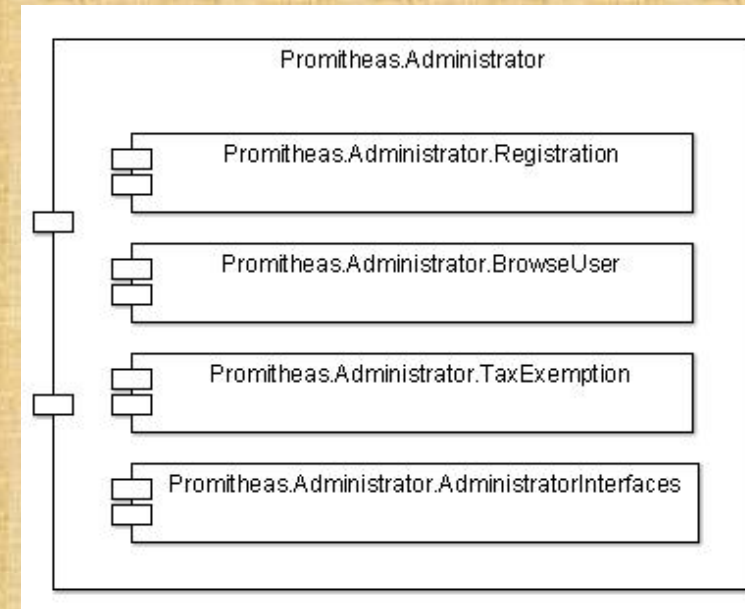 Promitheas.Administrator
Promitheas.Administrator.Registration
Promitheas.Administrator.BrowseUser
Promitheas.Administrator.TaxExemption
Promitheas.Administrator.AdministratorInterfaces